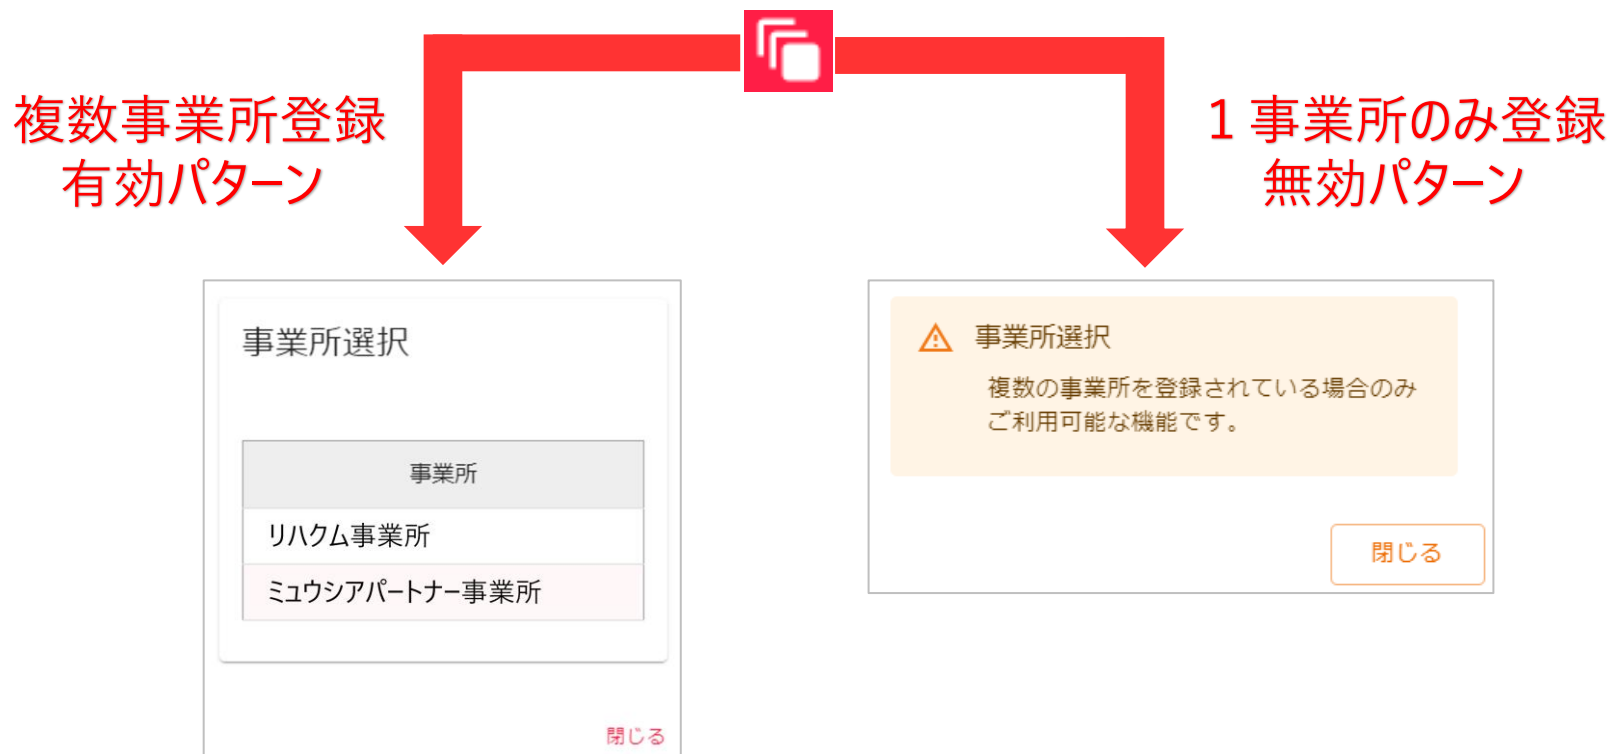 複数事業所登録
有効パターン
1事業所のみ登録
無効パターン
事業所選択
事業所
リハクム事業所
ミュウシアパートナー事業所
閉じる
事業所選択
複数の事業所を登録されている場合のみ
ご利用可能な機能です。
閉じる